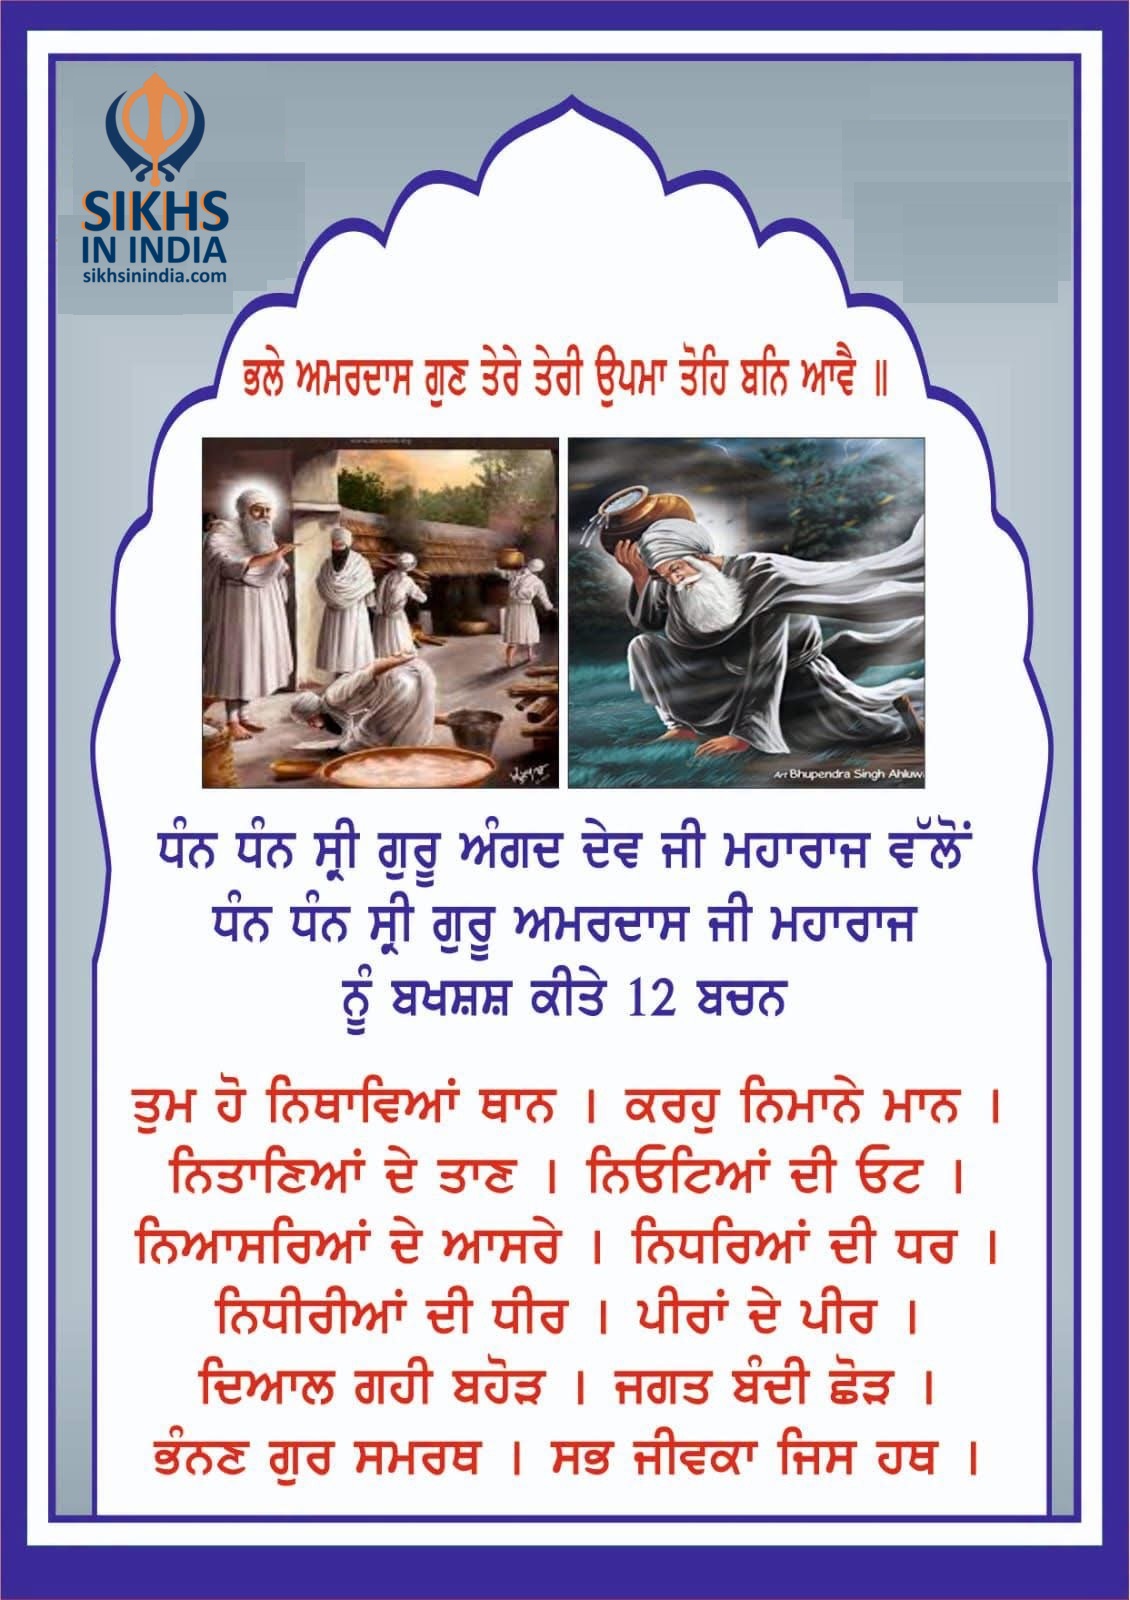 SIKHS
IN INDIA
sikhsinindia.com
ਭਲੇ ਅਮਰਦਾਸ ਗੁਣ ਤੇਰੇ ਤੇਰੀ ਉਪਮਾ ਤੋਹਿ ਬਨਿ ਆਵੈ ॥
Art Bhupendra Singh Ahluw
ਧੰਨ ਧੰਨ ਸ੍ਰੀ ਗੁਰੂ ਅੰਗਦ ਦੇਵ ਜੀ ਮਹਾਰਾਜ ਵੱਲੋਂ
ਧੰਨ ਧੰਨ ਸ੍ਰੀ ਗੁਰੂ ਅਮਰਦਾਸ ਜੀ ਮਹਾਰਾਜ
ਨੂੰ ਬਖਸ਼ਸ਼ ਕੀਤੇ 12 ਬਚਨ
ਤੁਮ ਹੋ ਨਿਥਾਵਿਆਂ ਥਾਨ । ਕਰਹੁ ਨਿਮਾਨੇ ਮਾਨ ।
ਨਿਤਾਣਿਆਂ ਦੇ ਤਾਣ । ਨਿਓਟਿਆਂ ਦੀ ਓਟ ।
ਨਿਆਸਰਿਆਂ ਦੇ ਆਸਰੇ । ਨਿਧਰਿਆਂ ਦੀ ਧਰ ।
ਨਿਧੀਰੀਆਂ ਦੀ ਧੀਰ । ਪੀਰਾਂ ਦੇ ਪੀਰ ।
ਦਿਆਲ ਗਹੀ ਬਹੋੜ । ਜਗਤ ਬੰਦੀ ਛੋੜ ।
ਭੰਨਣ ਗੁਰ ਸਮਰਥ । ਸਭ ਜੀਵਕਾ ਜਿਸ ਹਥ ।